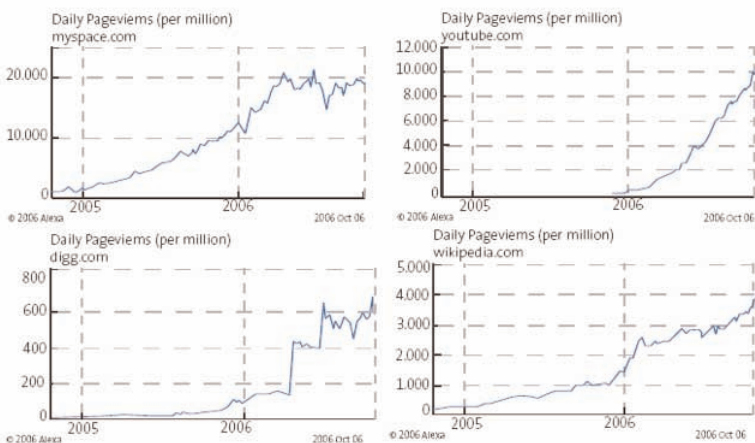 Daily Pageviems (per million)
myspace.com
20.000
10.000
0
2005
2006
© 2006 Alexa
2006 Oct 06
Daily Pageviems (per million)
youtube.com
12.000
10.000
8.000
6.000
4.000
2.000
0
2005
2006
© 2006 Alexa
2006 Oct 06
Daily Pageviems (per million)
digg.com
800
600
400
200
0
2005
2006
© 2006 Alexa
2006 Oct 06
Daily Pageviems (per million)
wikipedia.com
5.000
4.000
3.000
2.000
1.000
0
2005
2006
© 2006 Alexa
2006 Oct 06